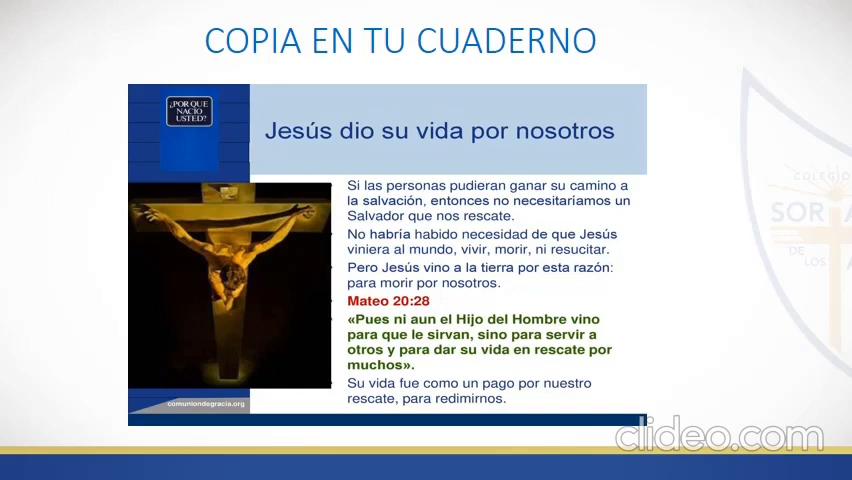 COPIA EN TU CUADERNO
¿POR QUE
NACIO
USTED?
Jesús dio su vida por nosotros
Si las personas pudieran ganar su camino a
la salvación, entonces no necesitaríamos un
Salvador que nos rescate.
No habría habido necesidad de que Jesús
viniera al mundo, vivir, morir, ni resucitar.
Pero Jesús vino a la tierra por esta razón:
para morir por nosotros.
Mateo 20:28
«Pues ni aun el Hijo del Hombre vino
para que le sirvan, sino para servir a
otros y para dar su vida en rescate por
muchos».
Su vida fue como un pago por nuestro
rescate, para redimirnos.
comuniondegracia.org
COLEGIO
DE LOS
clideo.com